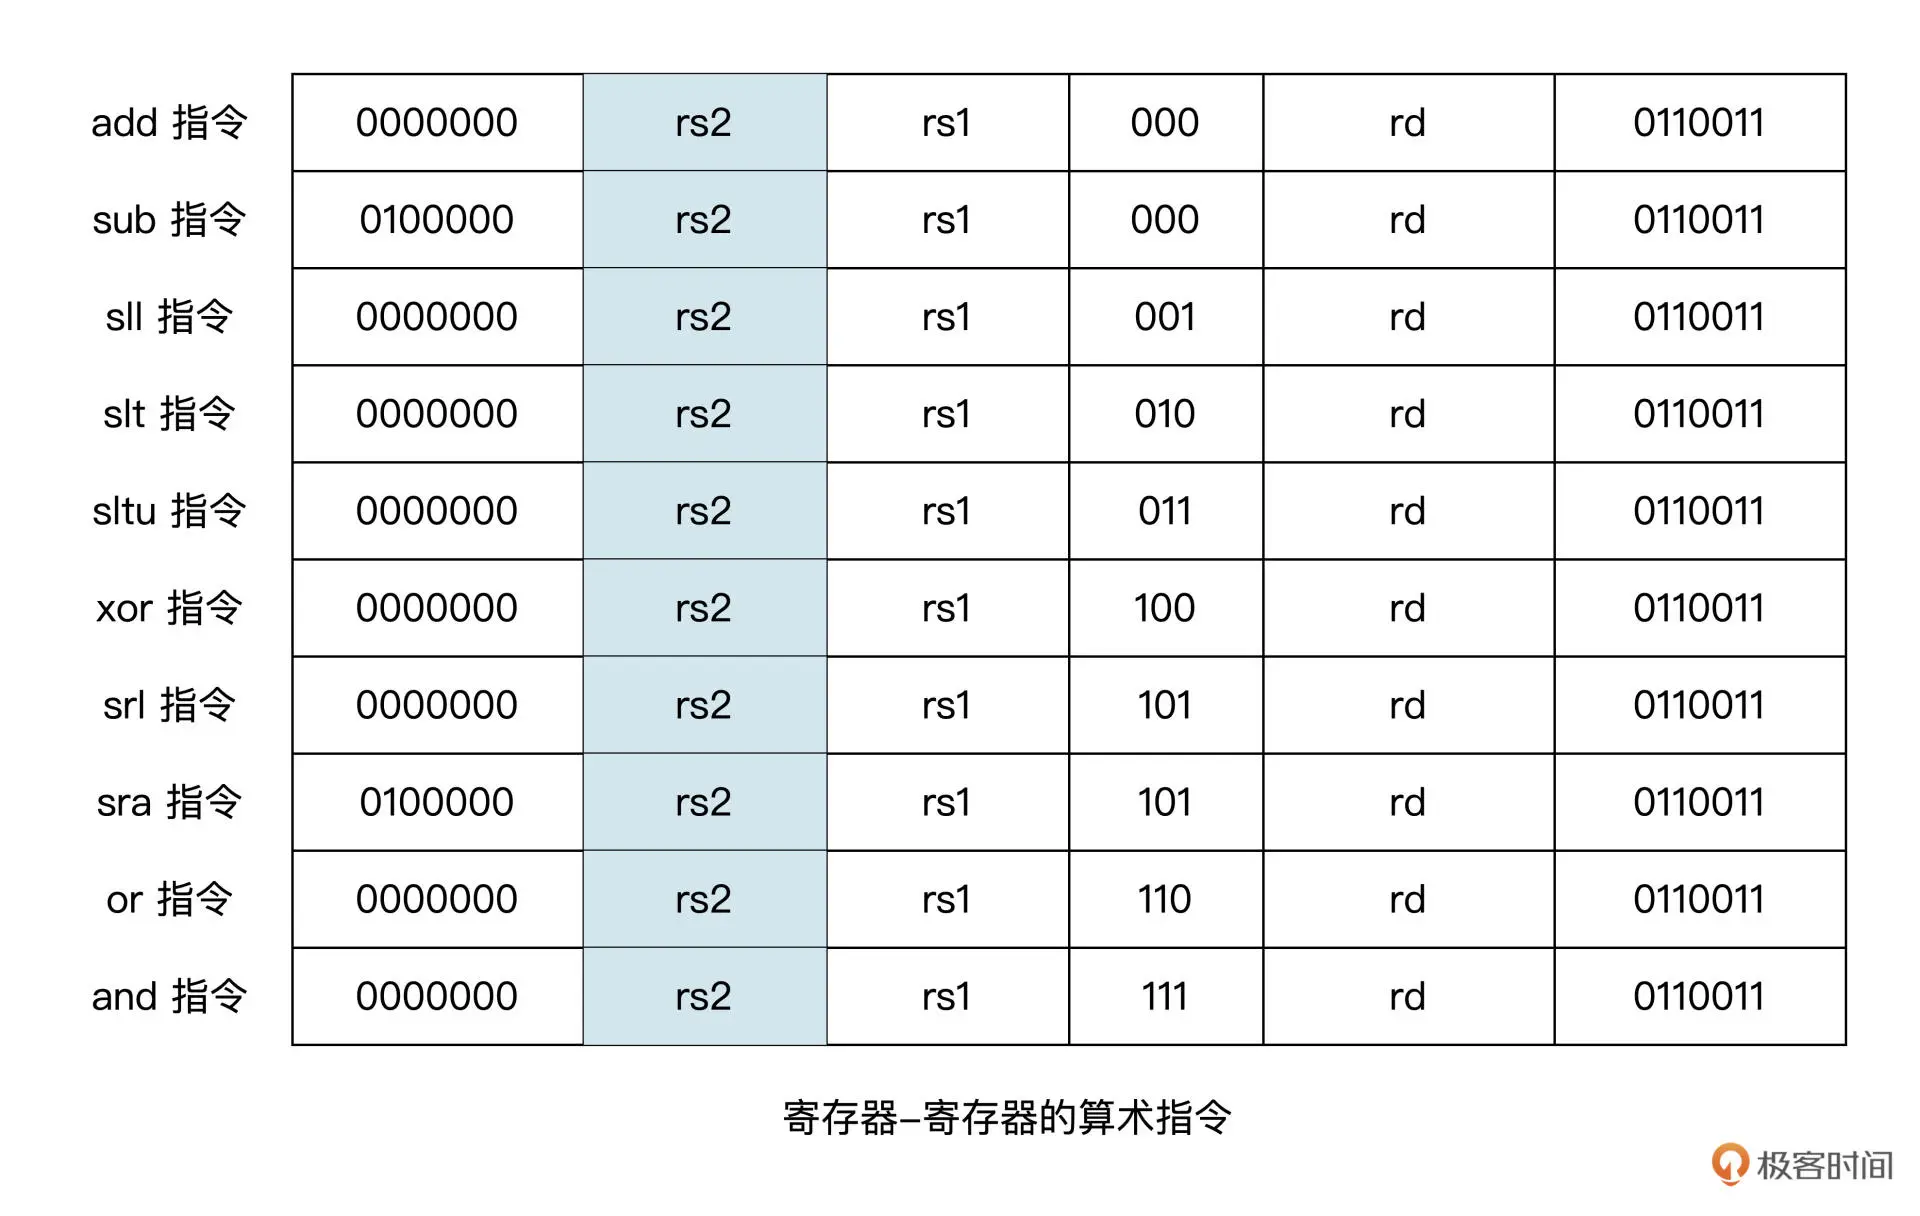 add 指令 0000000 rs2 rs1 000 rd 0110011
sub 指令 0100000 rs2 rs1 000 rd 0110011
sll 指令 0000000 rs2 rs1 001 rd 0110011
slt 指令 0000000 rs2 rs1 010 rd 0110011
sltu 指令 0000000 rs2 rs1 011 rd 0110011
xor 指令 0000000 rs2 rs1 100 rd 0110011
srl 指令 0000000 rs2 rs1 101 rd 0110011
sra 指令 0100000 rs2 rs1 101 rd 0110011
or 指令 0000000 rs2 rs1 110 rd 0110011
and 指令 0000000 rs2 rs1 111 rd 0110011
寄存器–寄存器的算术指令
极客时间